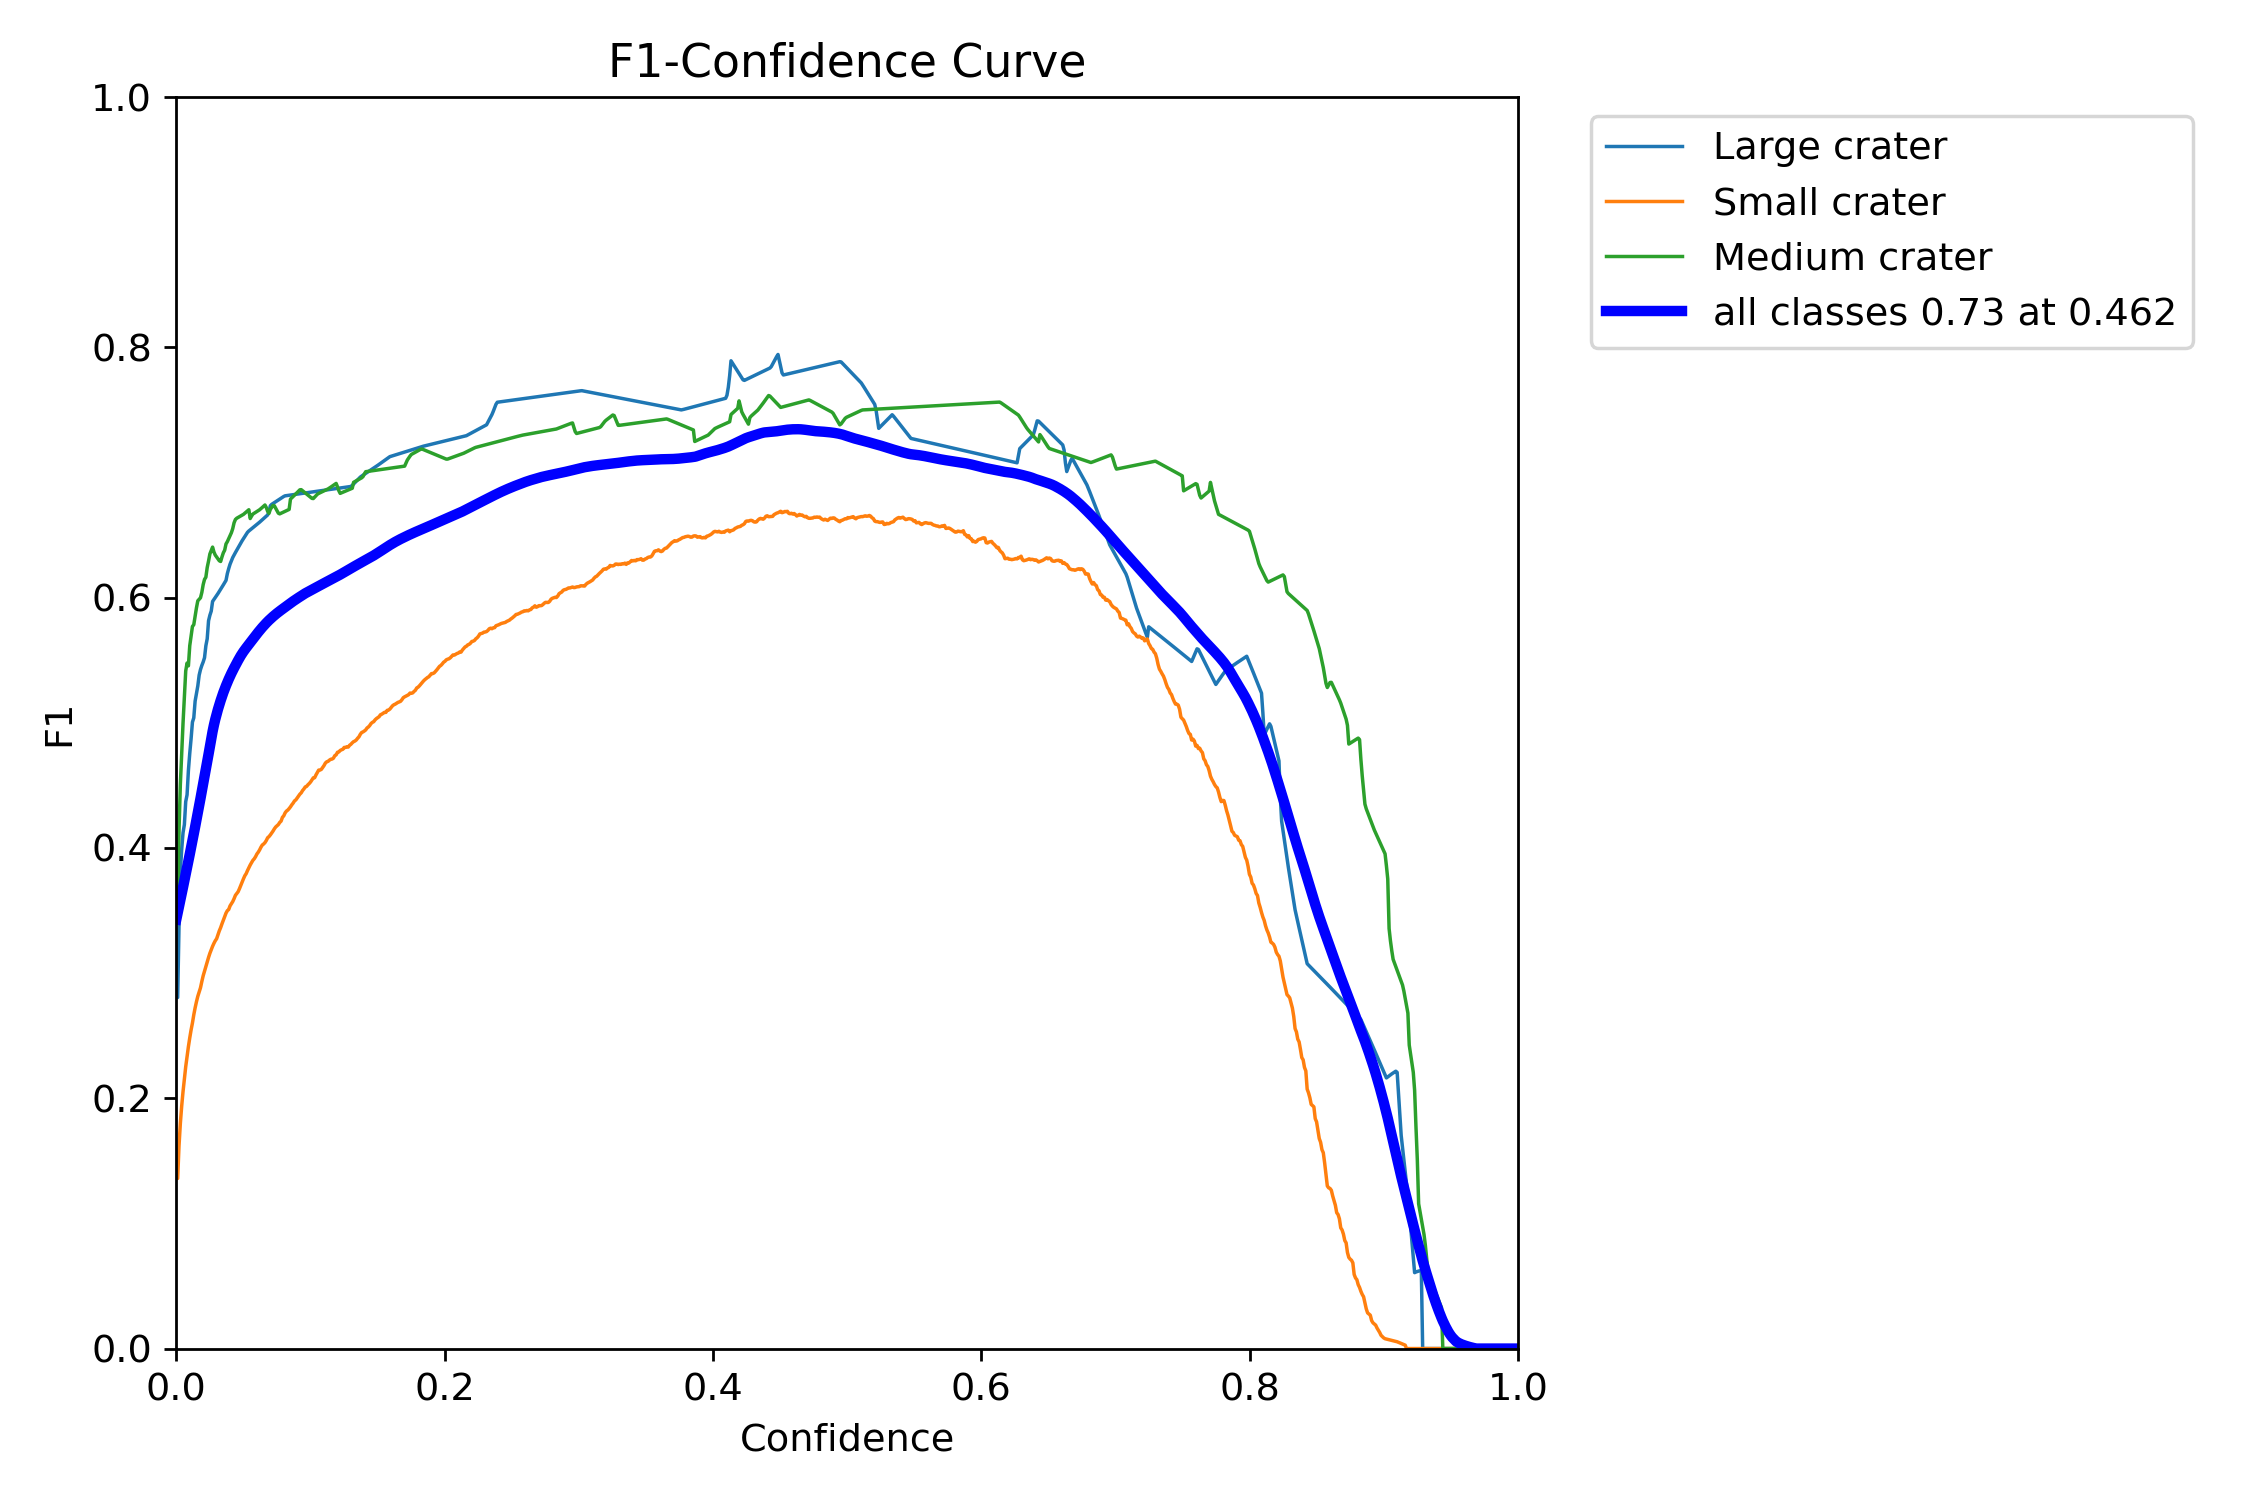 F1-Confidence Curve
1.0
0.8
0.6
0.4
0.2
0.0
F1
0.0 0.2 0.4 0.6 0.8 1.0
Confidence
Large crater
Small crater
Medium crater
all classes 0.73 at 0.462